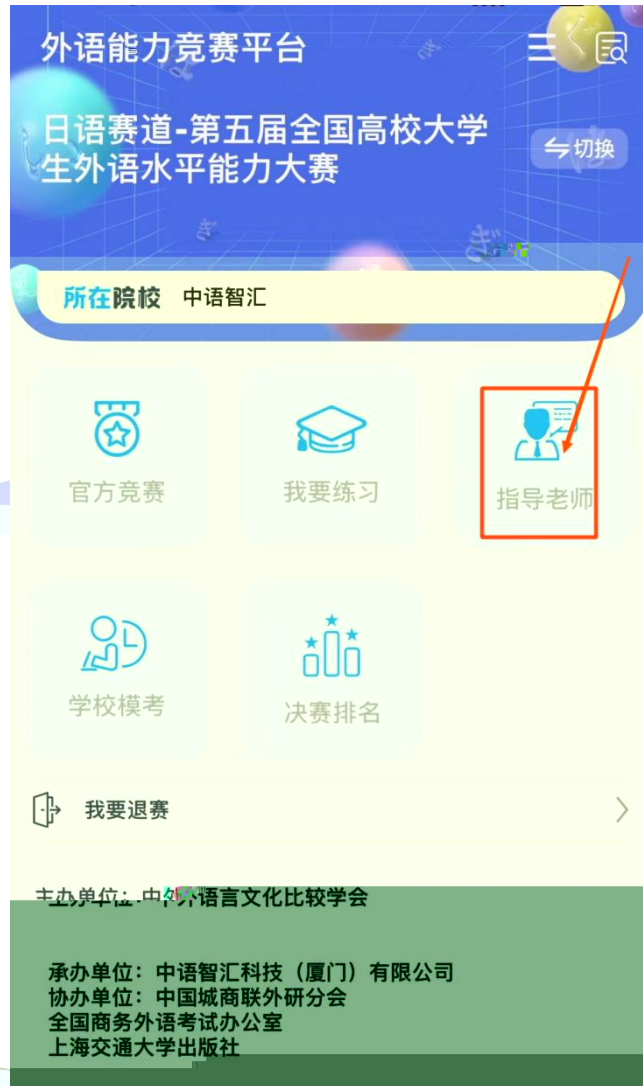 外语能力竞赛平台
日语赛道-第五届全国高校大学
生外语水平能力大赛
切换
所在院校 中语智汇
官方竞赛
我要练习
指导老师
学校模考
决赛排名
我要退赛
主办单位：中外语言文化比较学会
承办单位：中语智汇科技（厦门）有限公司
协办单位：中国城商联外研分会
全国商务外语考试办公室
上海交通大学出版社